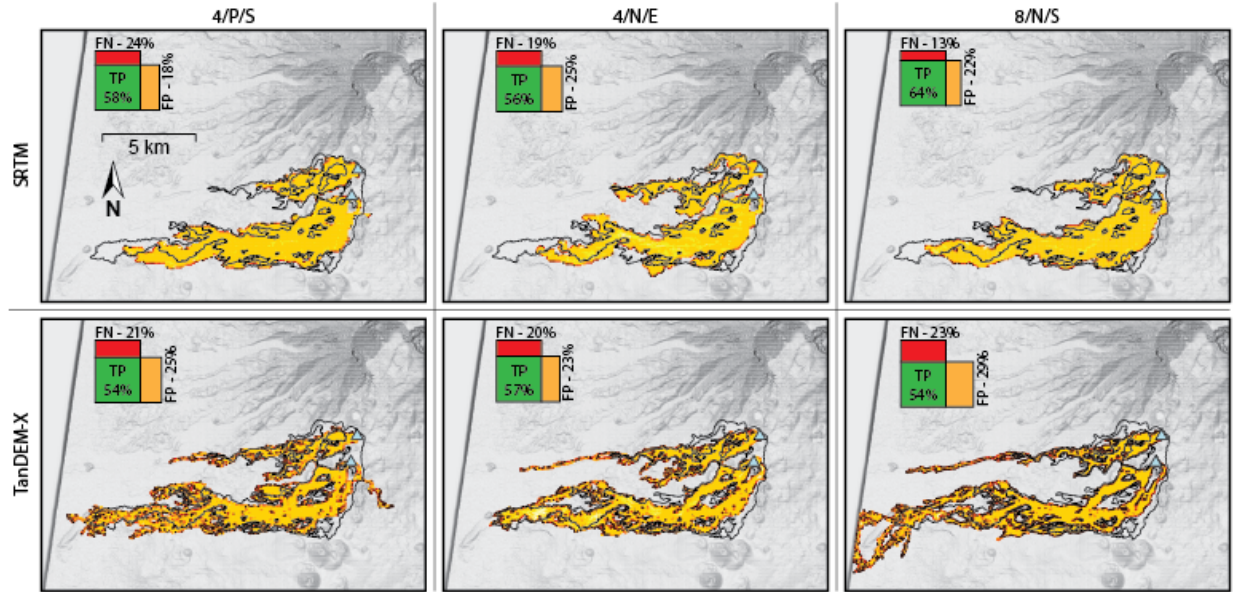 4/P/S
4/N/E
8/N/S
SRTM
FN - 24%
TP
58%
FP - 18%
5 km
N
FN - 19%
TP
56%
FP - 25%
FN - 13%
TP
64%
FP - 22%
TanDEM-X
FN - 21%
TP
54%
FP - 25%
FN - 20%
TP
57%
FP - 23%
FN - 23%
TP
54%
FP - 29%